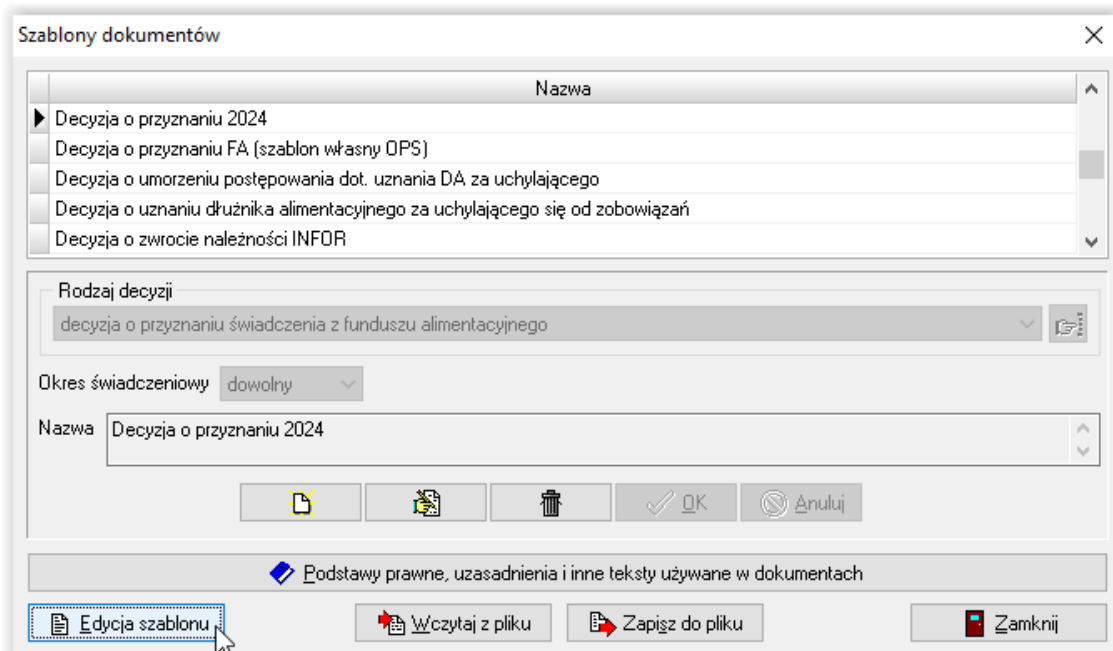 Szablony dokumentów
Nazwa
Decyzja o przyznaniu 2024
Decyzja o przyznaniu FA (szablon własny OPS)
Decyzja o umorzeniu postępowania dot. uznania DA za uchylającego
Decyzja o uznaniu dłużnika alimentacyjnego za uchylającego się od zobowiązań
Decyzja o zwrocie należności INFOR
Rodzaj decyzji
decyzja o przyznaniu świadczenia z funduszu alimentacyjnego
Okres świadczeniowy dowolny
Nazwa Decyzja o przyznaniu 2024
OK Anuluj
Podstawy prawne, uzasadnienia i inne teksty używane w dokumentach
Edycja szablonu Wczytaj z pliku Zapisz do pliku Zamknij